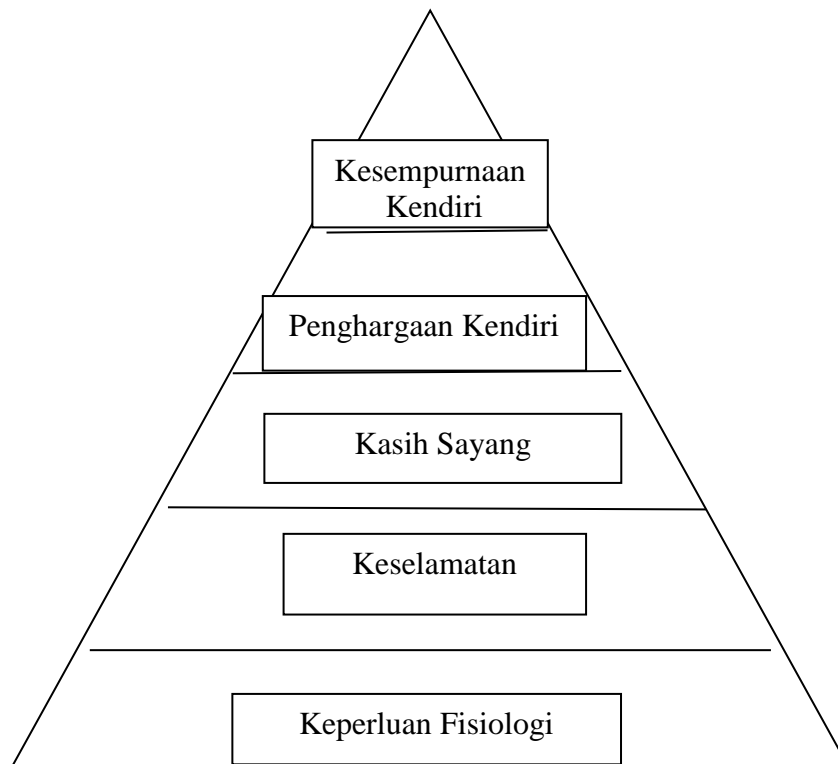 Kesempurnaan
Kendiri
Penghargaan Kendiri
Kasih Sayang
Keselamatan
Keperluan Fisiologi